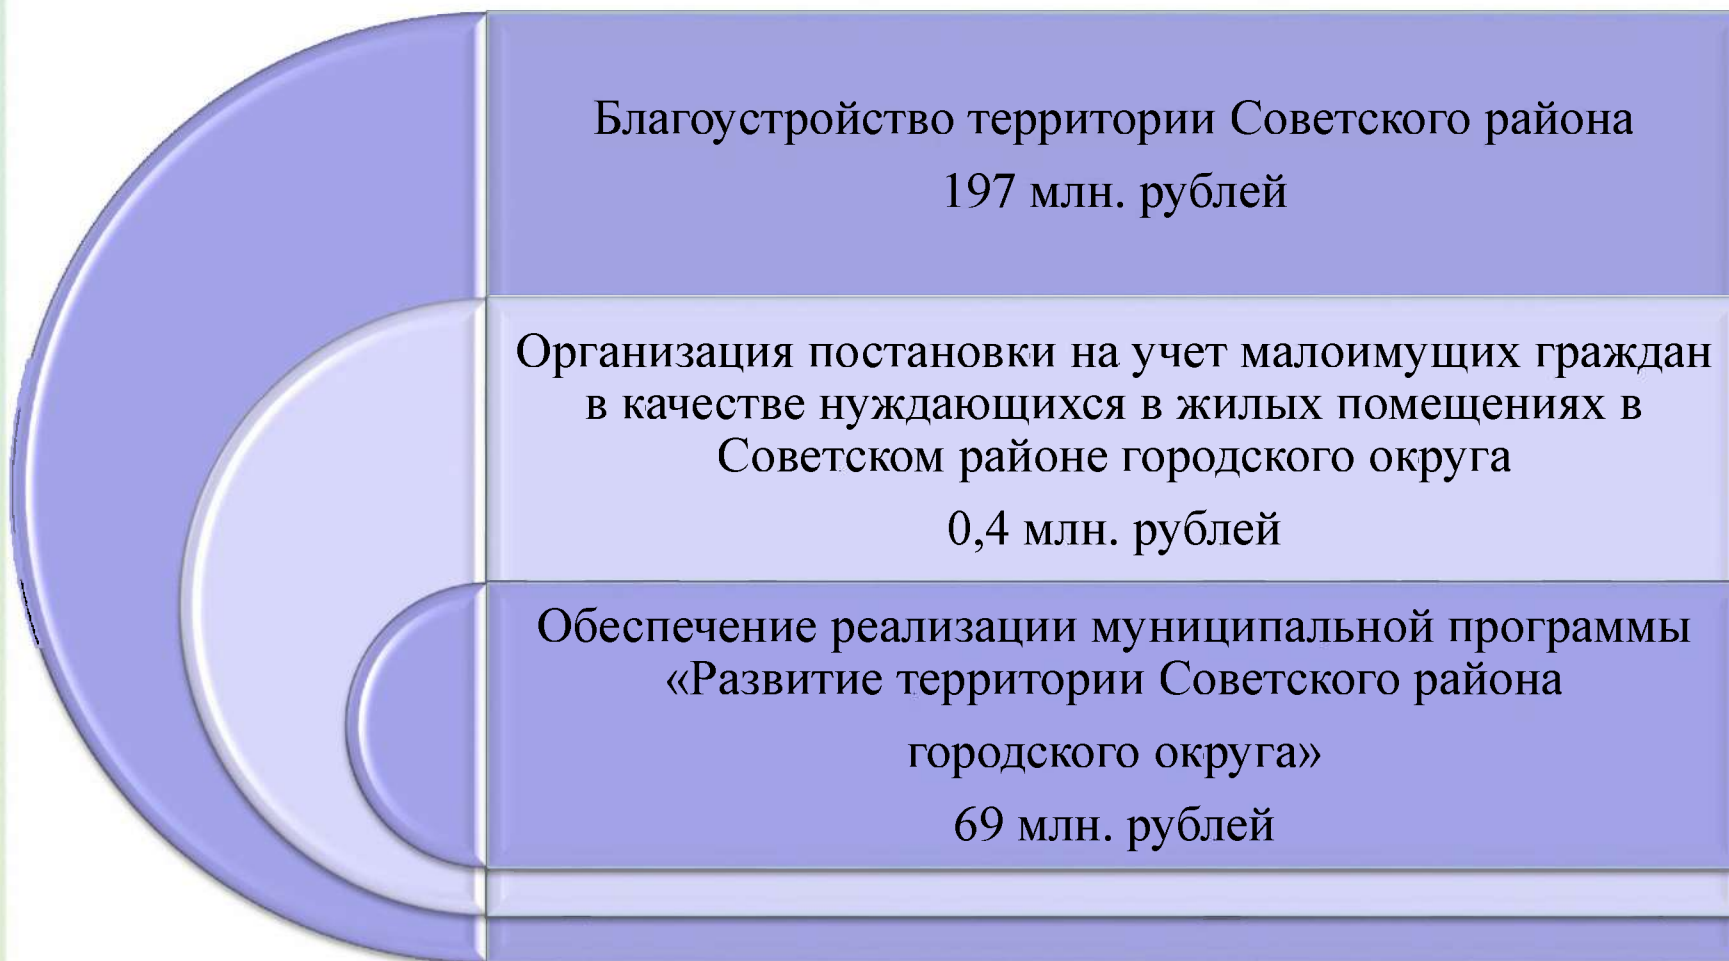 Благоустройство территории Советского района
197 млн. рублей
Организация постановки на учет малоимущих граждан
в качестве нуждающихся в жилых помещениях в
Советском районе городского округа
0,4 млн. рублей
Обеспечение реализации муниципальной программы
«Развитие территории Советского района
городского округа»
69 млн. рублей